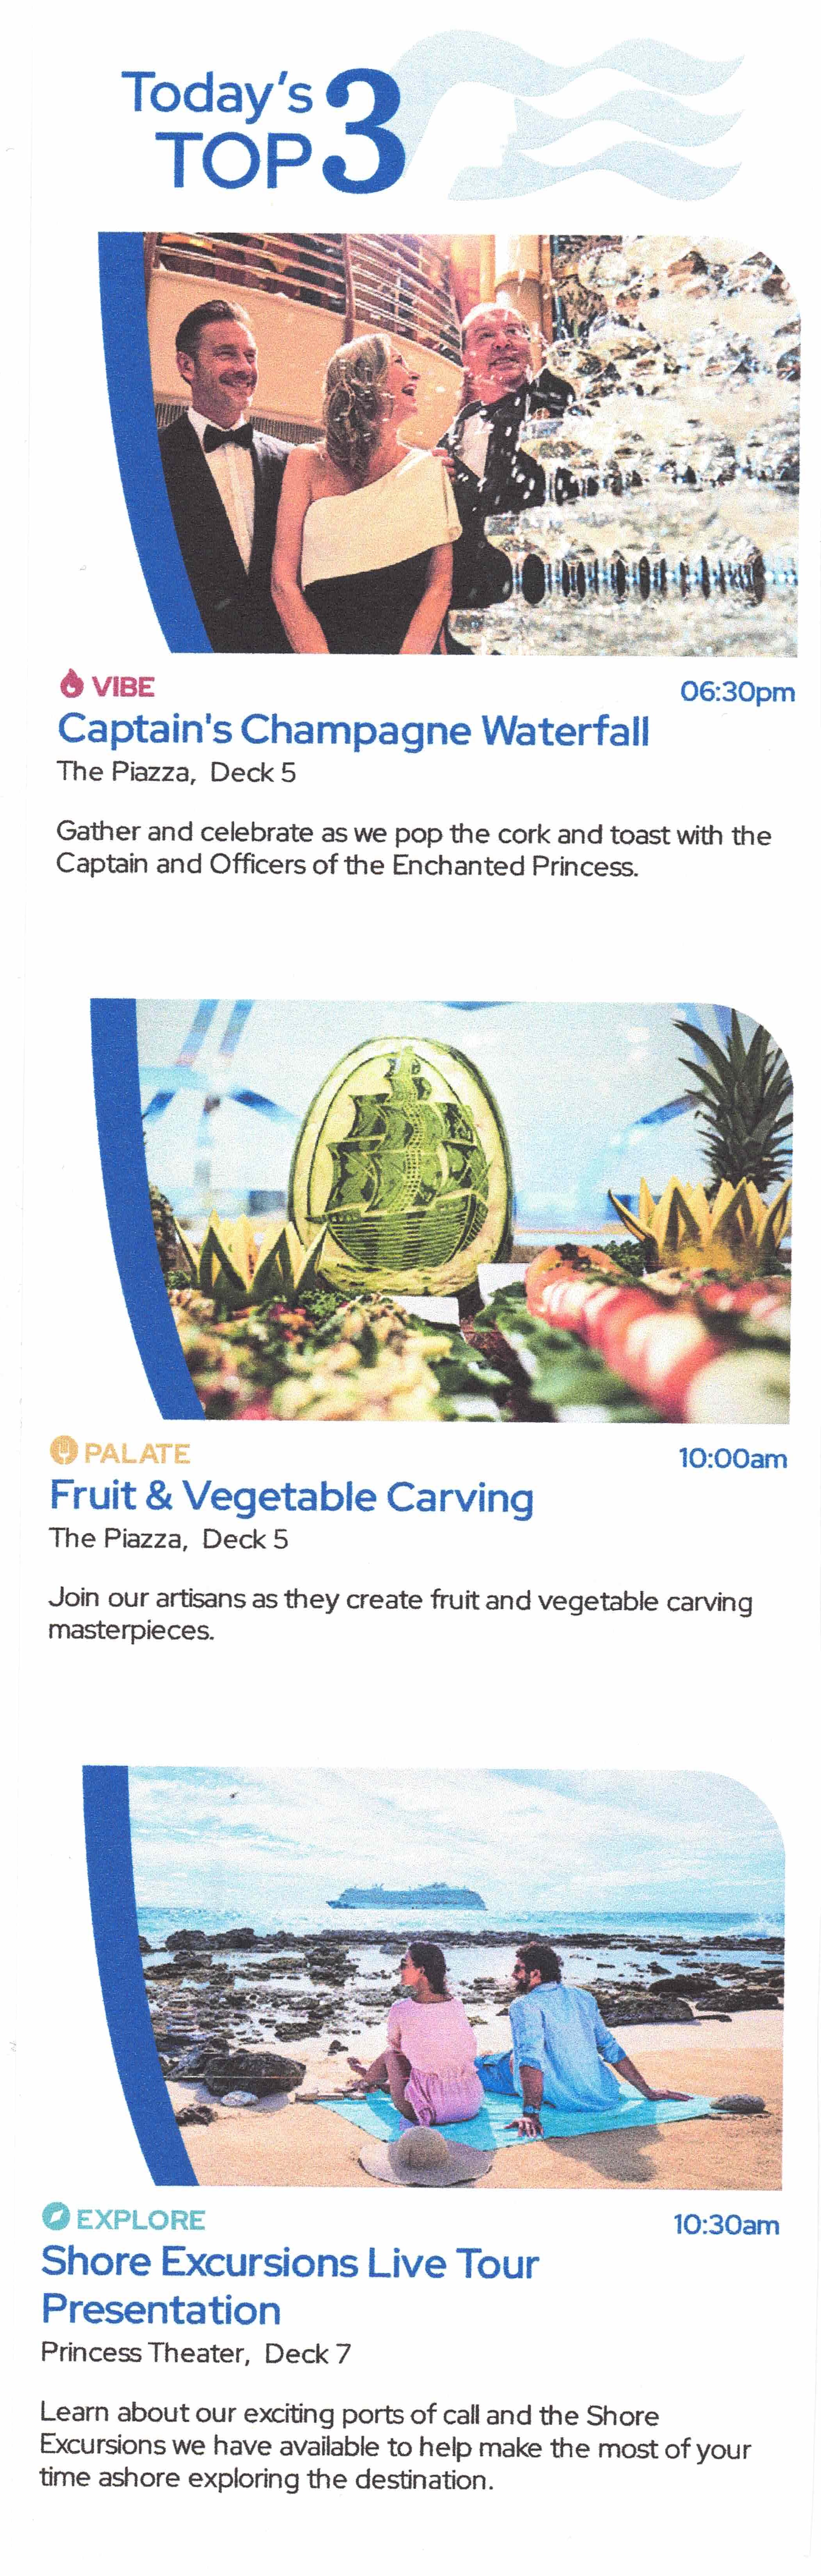 Today's
TOP 3
VIBE
06:30pm
Captain's Champagne Waterfall
The Piazza, Deck 5
Gather and celebrate as we pop the cork and toast with the
Captain and Officers of the Enchanted Princess.
PALATE
10:00am
Fruit & Vegetable Carving
The Piazza, Deck 5
Join our artisans as they create fruit and vegetable carving
masterpieces.
EXPLORE
10:30am
Shore Excursions Live Tour
Presentation
Princess Theater, Deck 7
Learn about our exciting ports of call and the Shore
Excursions we have available to help make the most of your
time ashore exploring the destination.